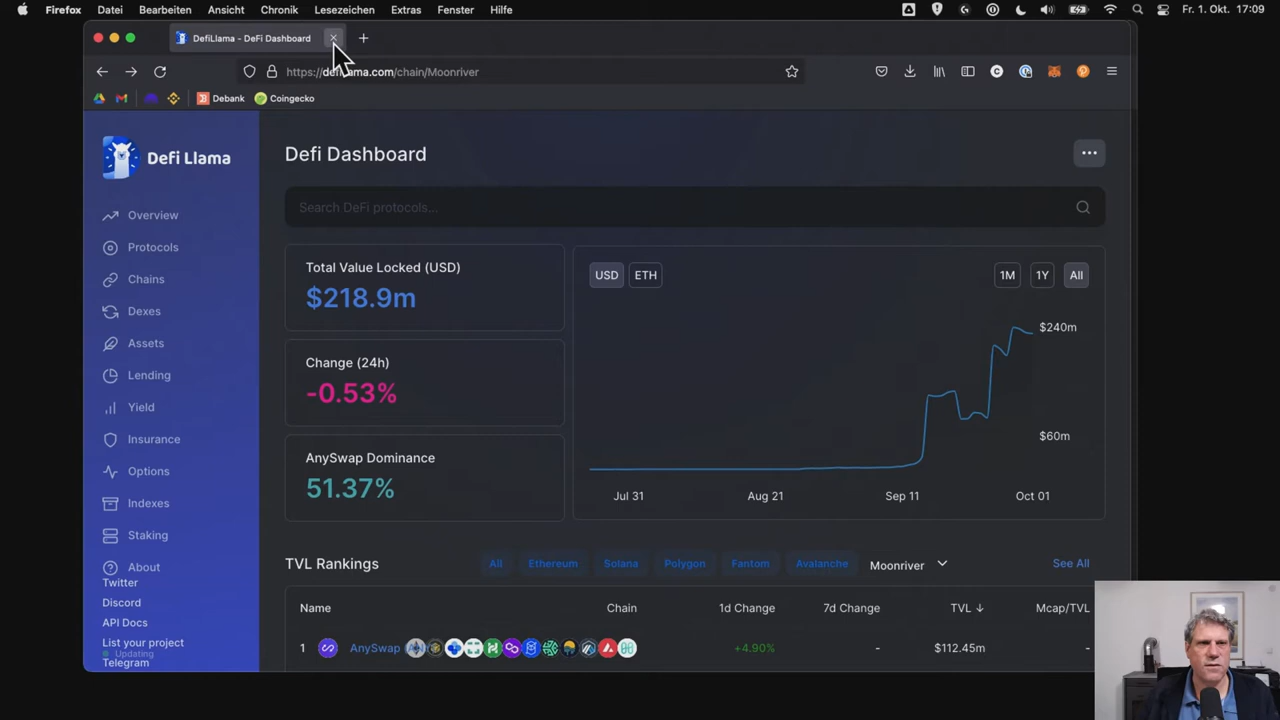 Firefox Datei Bearbeiten Ansicht Chronik Lesezeichen Extras Fenster Hilfe Fr. 1. Okt. 17:09
DefiLlama - DeFi Dashboard
https://defillama.com/chain/Moonriver
Debank Coingecko
Defi Llama
Overview
Protocols
Chains
Dexes
Assets
Lending
Yield
Insurance
Options
Indexes
Staking
About
Twitter
Discord
API Docs
List your project
Updating
Telegram
Defi Dashboard
Search DeFi protocols...
Total Value Locked (USD)
$218.9m
Change (24h)
-0.53%
AnySwap Dominance
51.37%
USD ETH 1M 1Y All
$240m
$60m
Jul 31 Aug 21 Sep 11 Oct 01
TVL Rankings All Ethereum Solana Polygon Fantom Avalanche Moonriver See All
Name Chain 1d Change 7d Change TVL ↓ Mcap/TVL
1 AnySwap +4.90% - $112.45m -